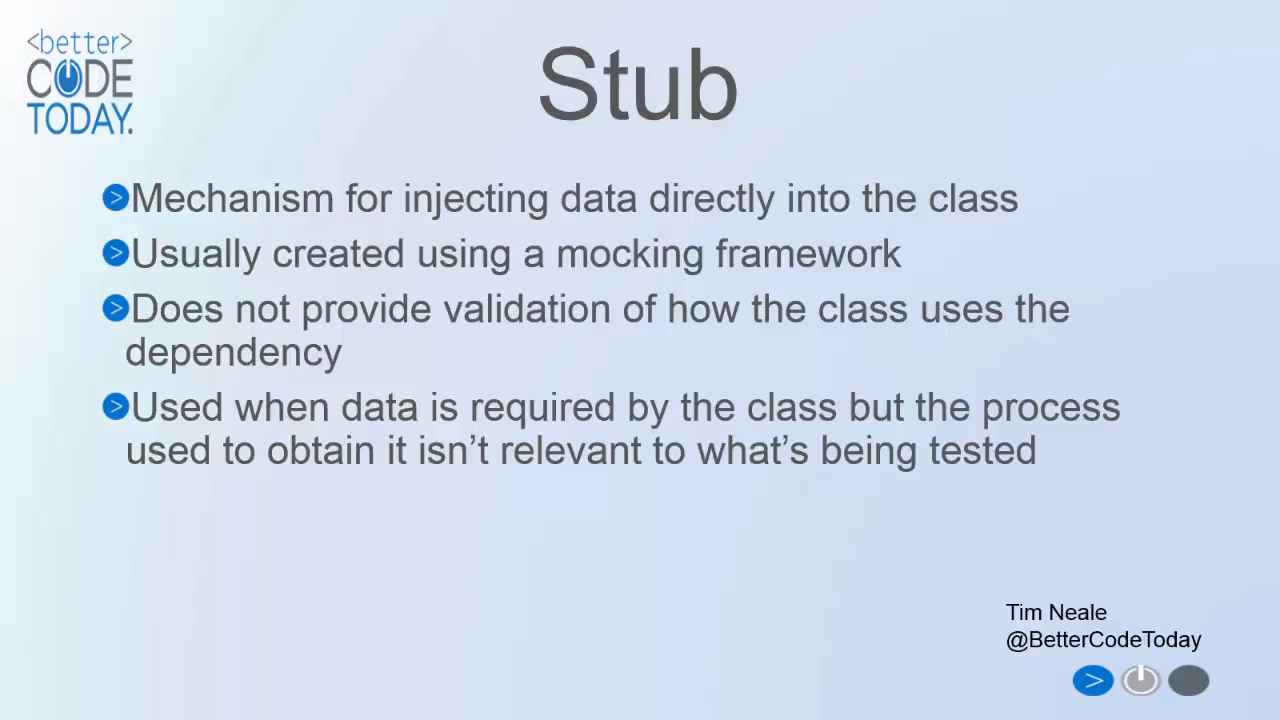 <better>
CODE
TODAY.
Stub
Mechanism for injecting data directly into the class
Usually created using a mocking framework
Does not provide validation of how the class uses the
dependency
Used when data is required by the class but the process
used to obtain it isn’t relevant to what’s being tested
Tim Neale
@BetterCodeToday